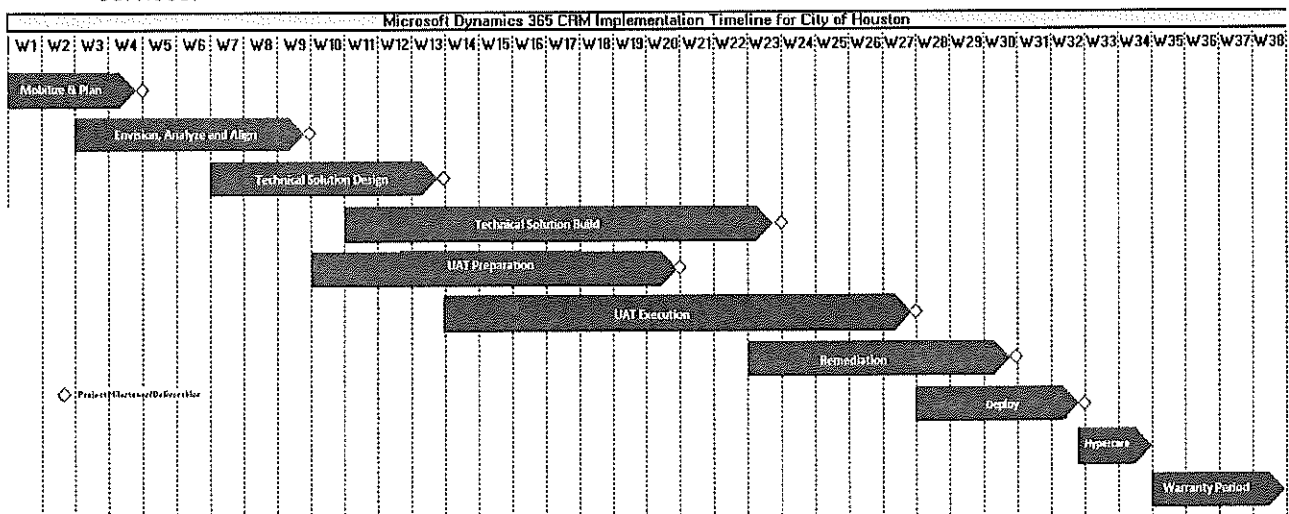 Microsoft Dynamics 365 CRM Implementation Timeline for City of Houston
W1 W2 W3 W4 W5 W6 W7 W8 W9 W10 W11 W12 W13 W14 W15 W16 W17 W18 W19 W20 W21 W22 W23 W24 W25 W26 W27 W28 W29 W30 W31 W32 W33 W34 W35 W36 W37 W38
Mobilize & Plan
Envision, Analyze and Align
Technical Solution Design
Technical Solution Build
UAT Preparation
UAT Execution
Remediation
Project Milestone/Deliverable
Deploy
Hypercare
Warranty Period